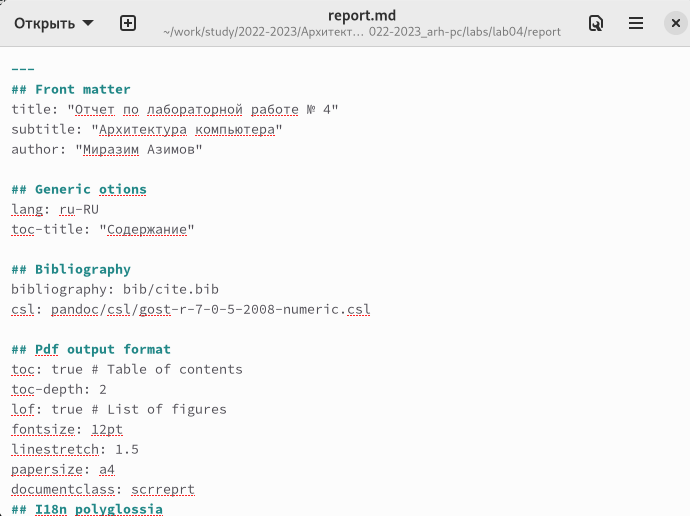 Открыть
report.md
~/work/study/2022-2023/Архитект… 022-2023_arh-pc/labs/lab04/report
---
## Front matter
title: "Отчет по лабораторной работе № 4"
subtitle: "Архитектура компьютера"
author: "Миразим Азимов"
## Generic otions
lang: ru-RU
toc-title: "Содержание"
## Bibliography
bibliography: bib/cite.bib
csl: pandoc/csl/gost-r-7-0-5-2008-numeric.csl
## Pdf output format
toc: true # Table of contents
toc-depth: 2
lof: true # List of figures
fontsize: 12pt
linestretch: 1.5
papersize: a4
documentclass: scrreprt
## I18n polyglossia